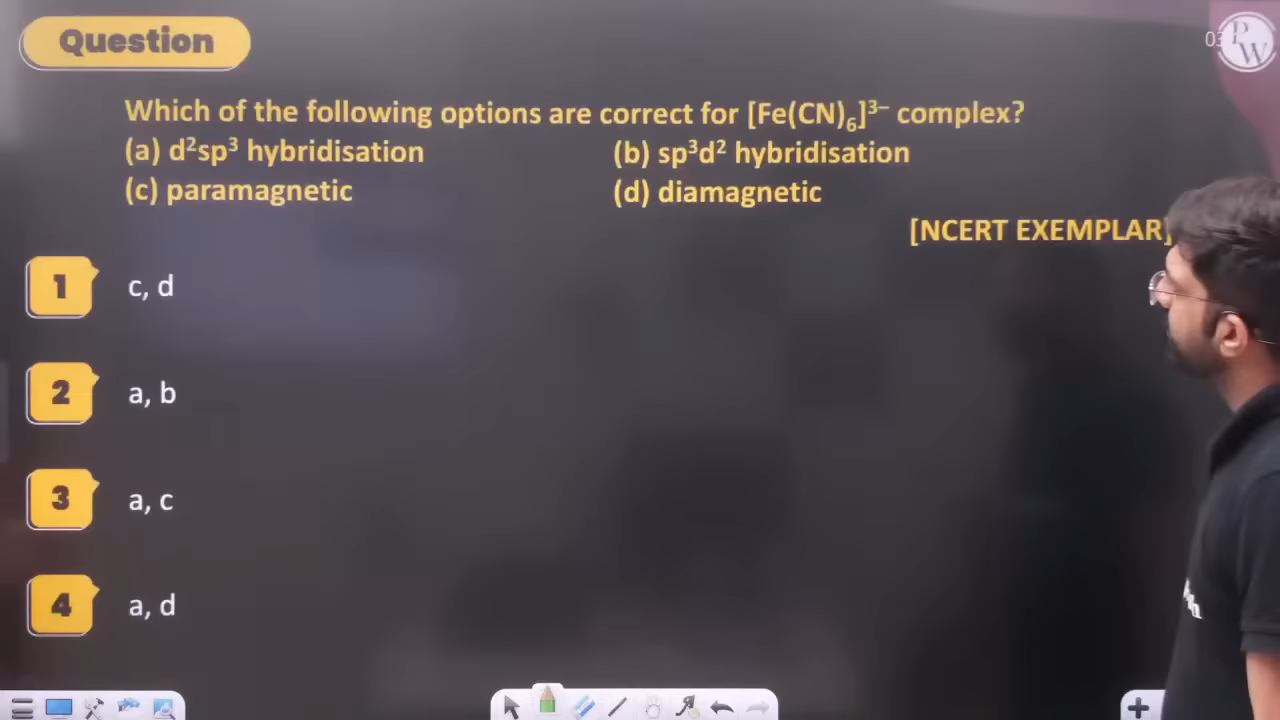 Question
Which of the following options are correct for [Fe(CN)₆]³⁻ complex?
(a) d²sp³ hybridisation (b) sp³d² hybridisation
(c) paramagnetic (d) diamagnetic
[NCERT EXEMPLAR]
1 c, d
2 a, b
3 a, c
4 a, d
PW